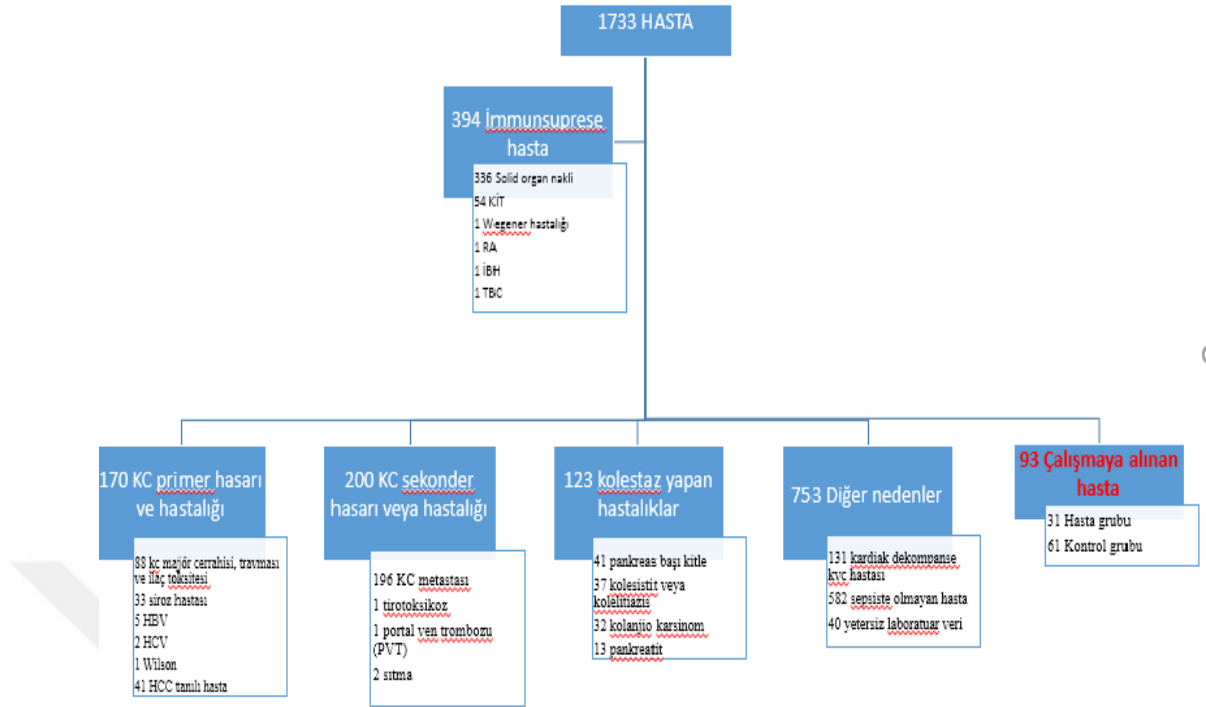 1733 HASTA
394 İmmunsuprese
hasta
336 Solid organ nakli
54 KİT
1 Wegener hastalığı
1 RA
1 İBH
1 TBC
170 KC primer hasarı
ve hastalığı
88 kc majör cerrahisi, travması
ve ilaç toksitesi
33 siroz hastası
5 HBV
2 HCV
1 Wilson
41 HCC tanılı hasta
200 KC sekonder
hasarı veya hastalığı
196 KC metastası
1 tirotoksikoz
1 portal ven trombozu
(PVT)
2 sıtma
123 kolestaz yapan
hastalıklar
41 pankreas başı kitle
37 kolesistit veya
kolelitiazis
32 kolanjio karsinom
13 pankreatit
753 Diğer nedenler
131 kardiak dekompanse
kvc hastası
582 sepsiste olmayan hasta
40 yetersiz laboratuar veri
93 Çalışmaya alınan
hasta
31 Hasta grubu
61 Kontrol grubu